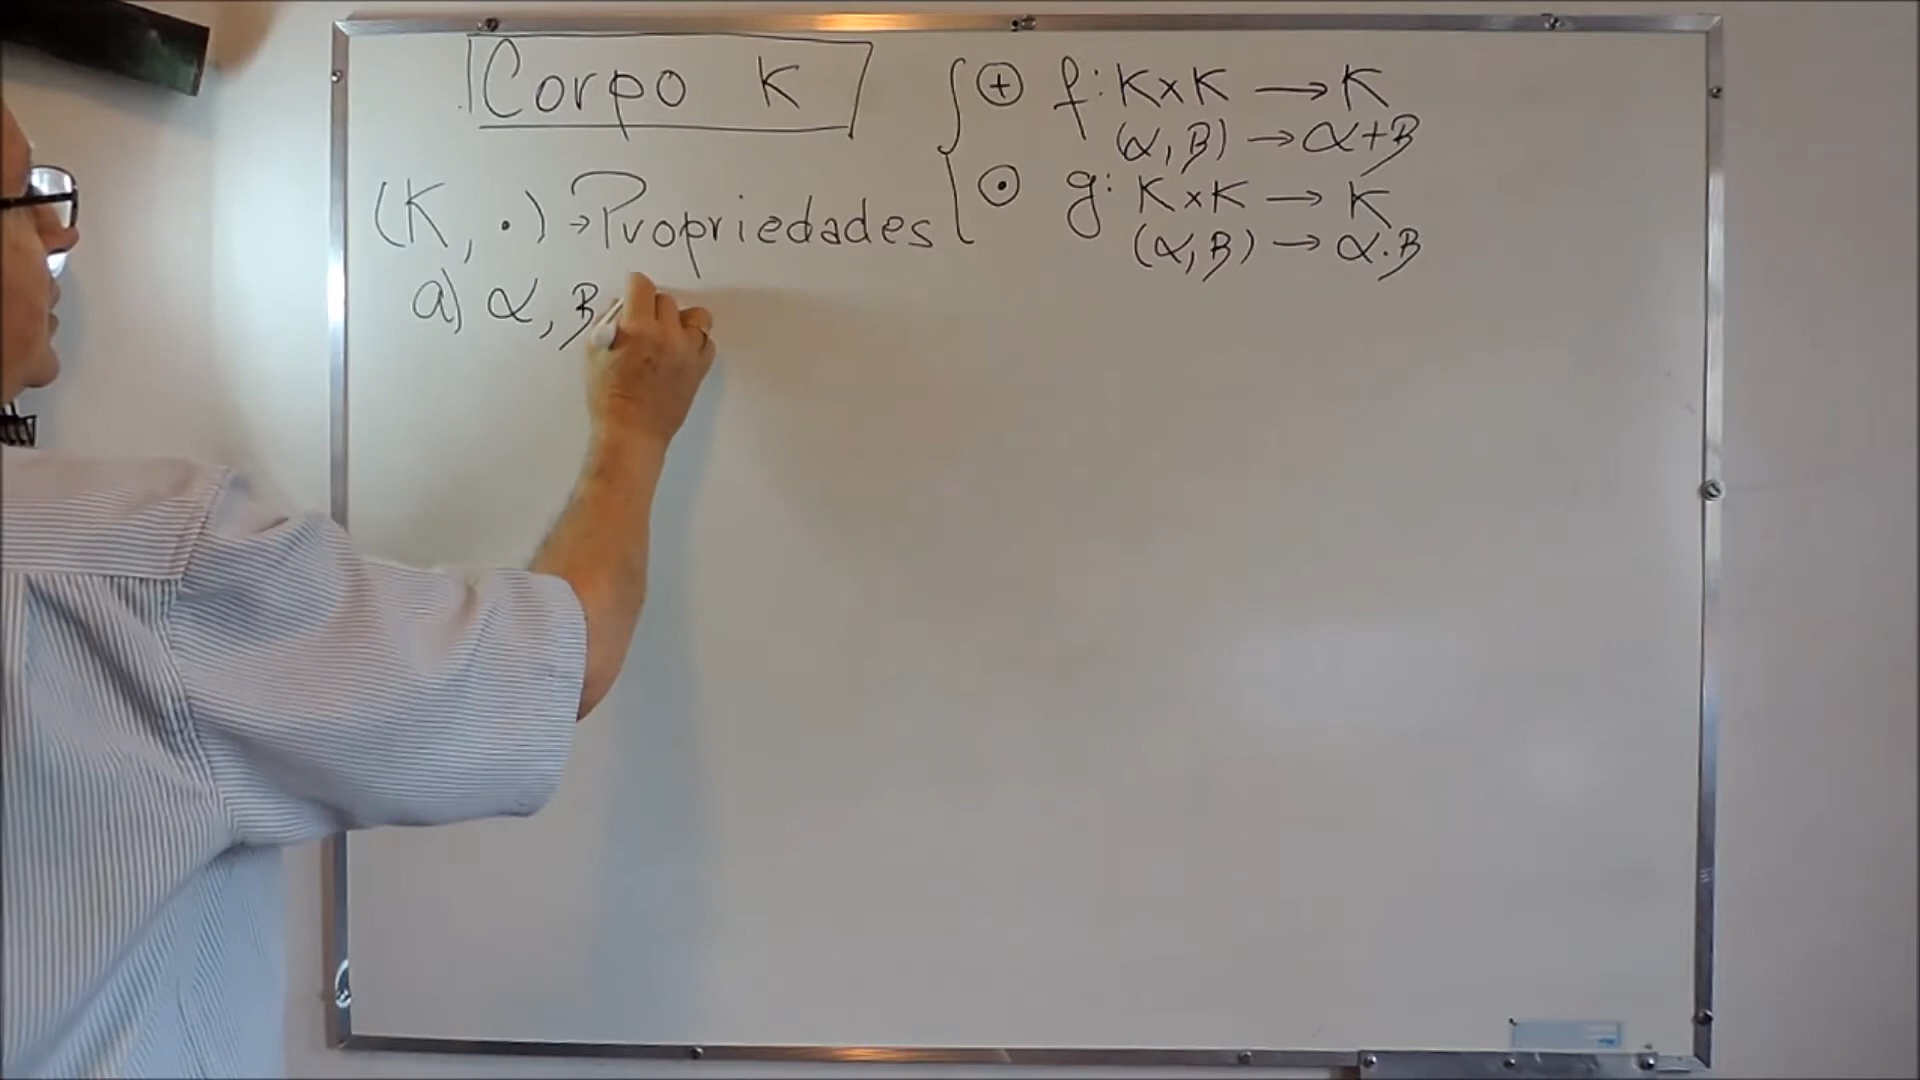 Corpo K
⊕ f: K×K → K
(α, β) → α+β
⊙ g: K×K → K
(α, β) → α.β
(K, •) → Propriedades
a) α, β